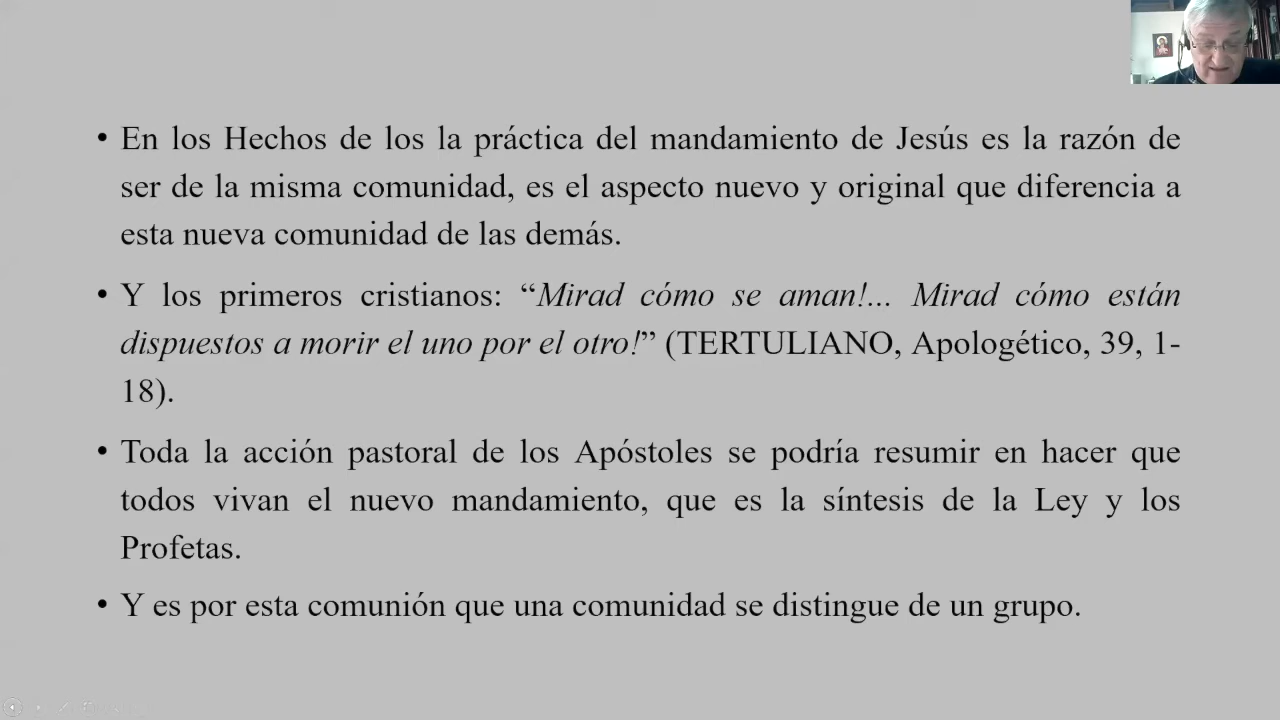 • En los Hechos de los la práctica del mandamiento de Jesús es la razón de
ser de la misma comunidad, es el aspecto nuevo y original que diferencia a
esta nueva comunidad de las demás.
• Y los primeros cristianos: “Mirad cómo se aman!... Mirad cómo están
dispuestos a morir el uno por el otro!” (TERTULIANO, Apologético, 39, 1-
18).
• Toda la acción pastoral de los Apóstoles se podría resumir en hacer que
todos vivan el nuevo mandamiento, que es la síntesis de la Ley y los
Profetas.
• Y es por esta comunión que una comunidad se distingue de un grupo.